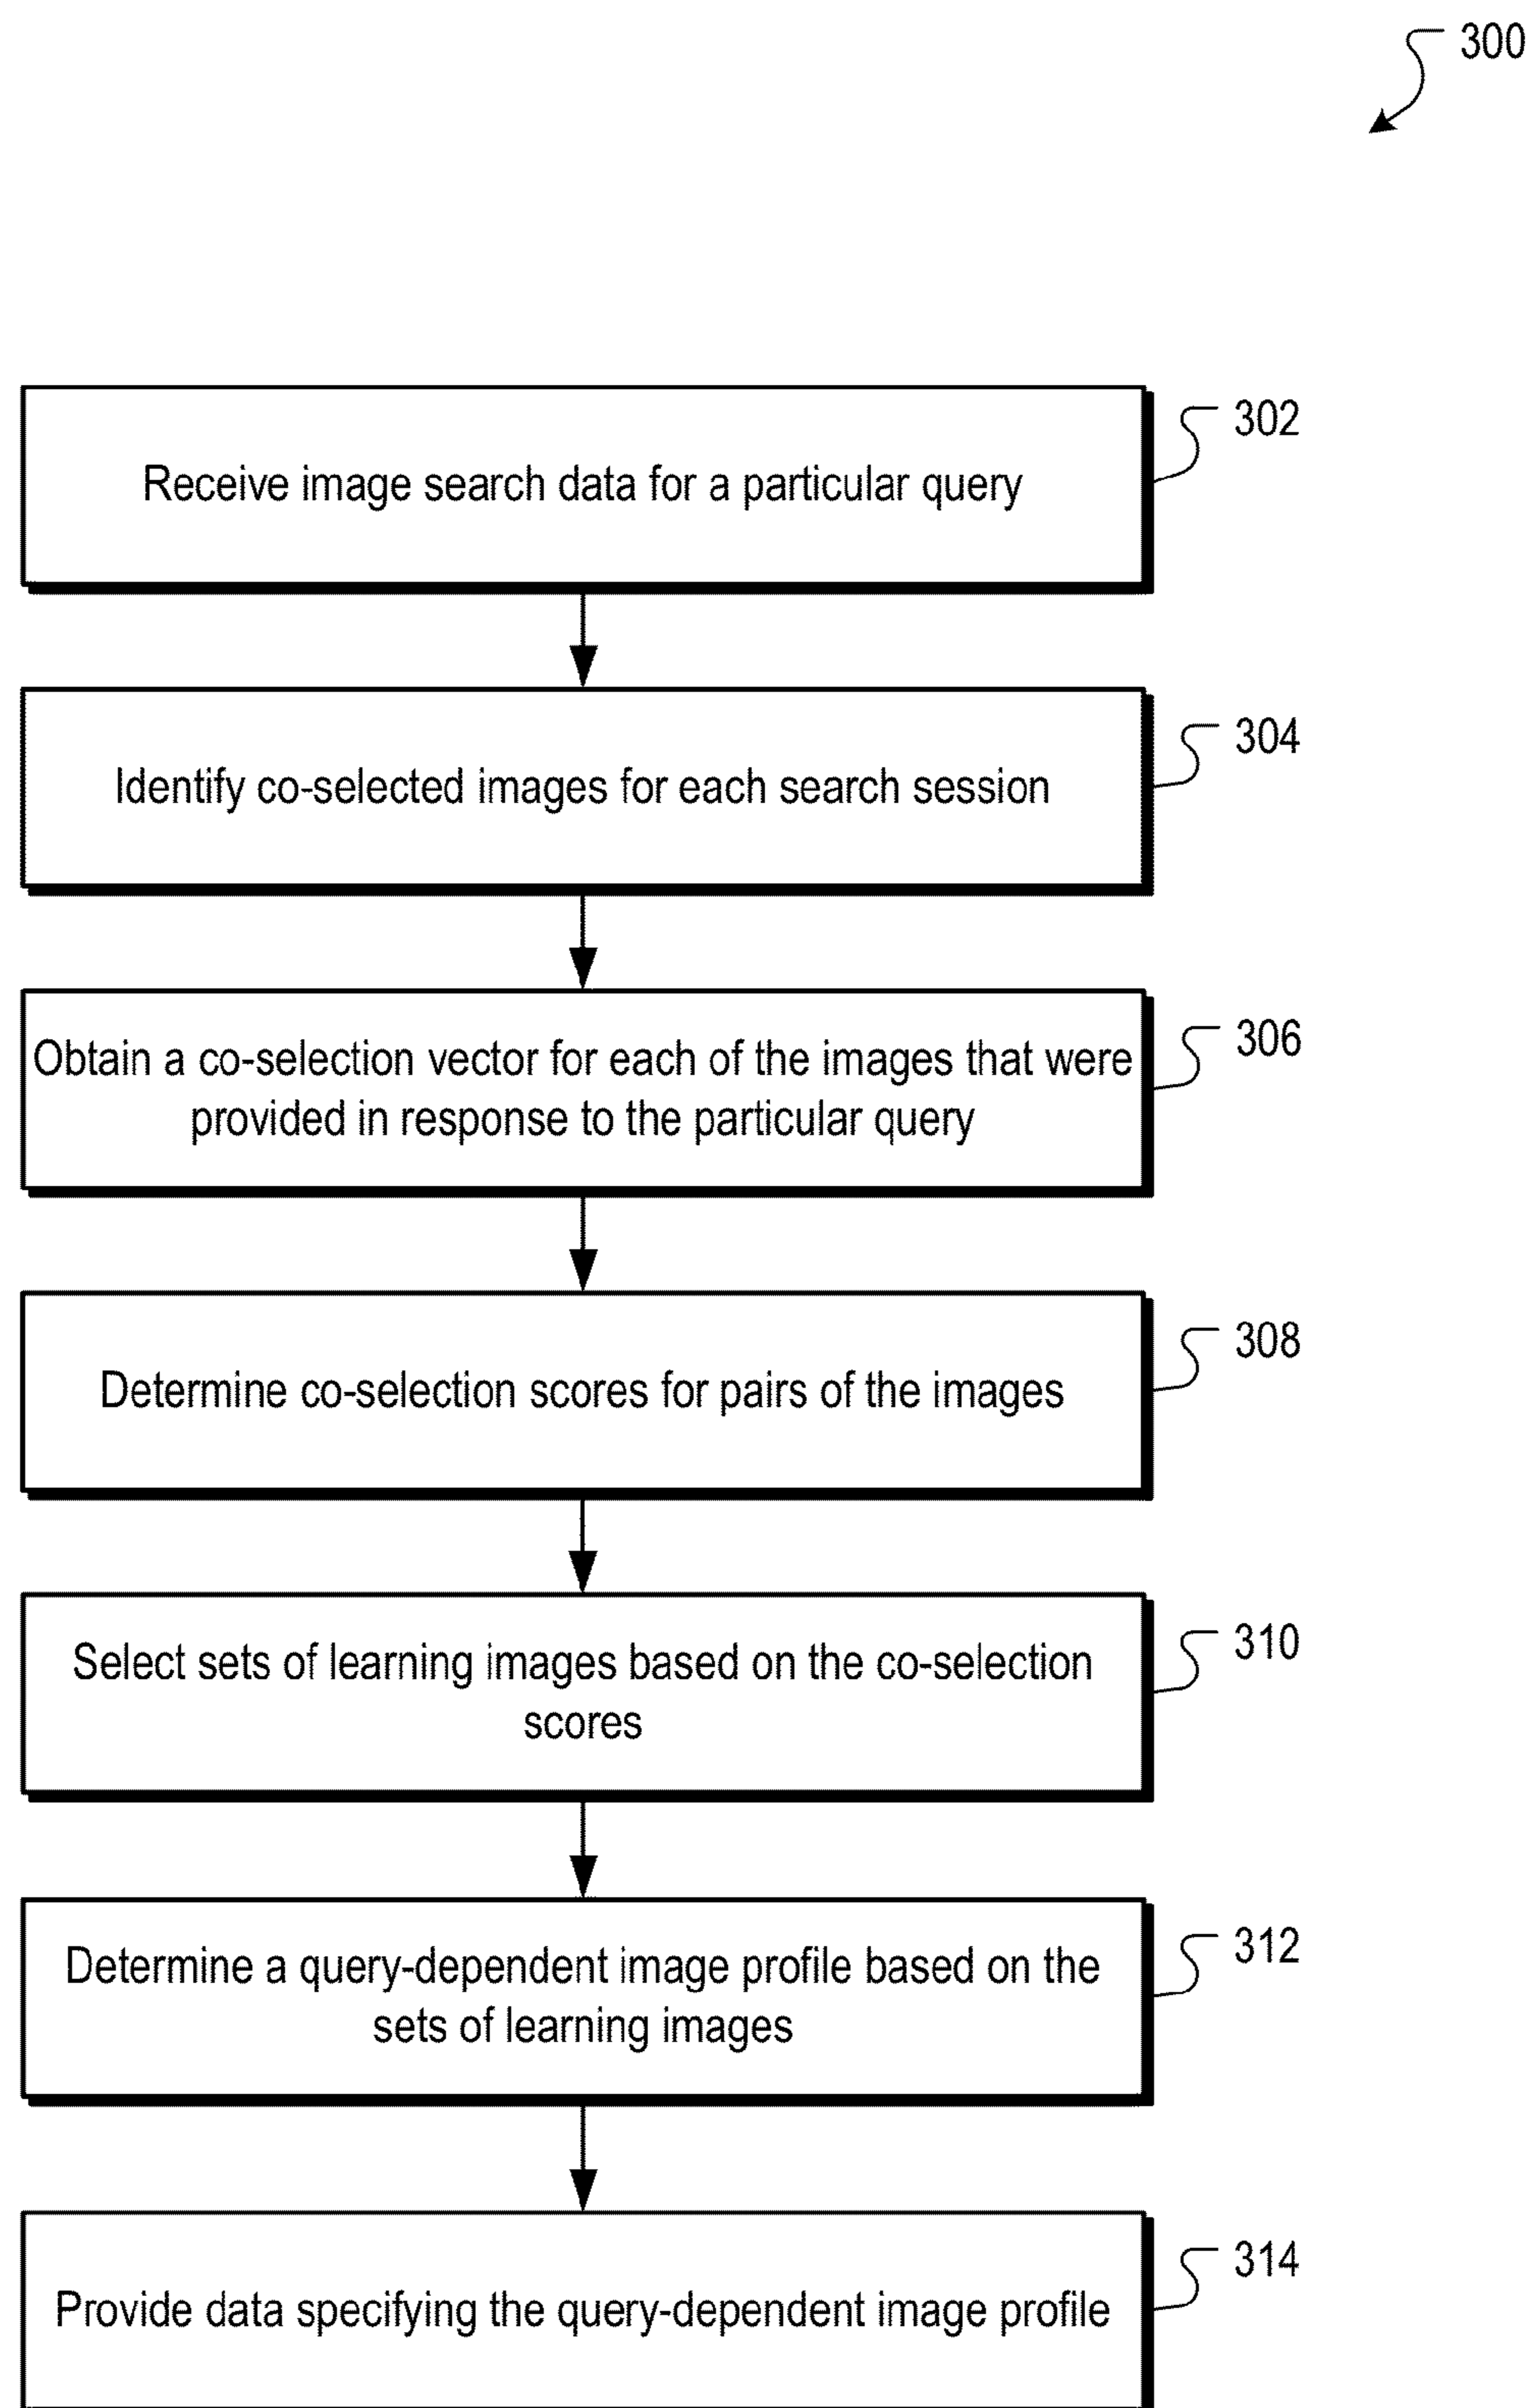 300
Receive image search data for a particular query
302
Identify co-selected images for each search session
304
Obtain a co-selection vector for each of the images that were
provided in response to the particular query
306
Determine co-selection scores for pairs of the images
308
Select sets of learning images based on the co-selection
scores
310
Determine a query-dependent image profile based on the
sets of learning images
312
Provide data specifying the query-dependent image profile
314